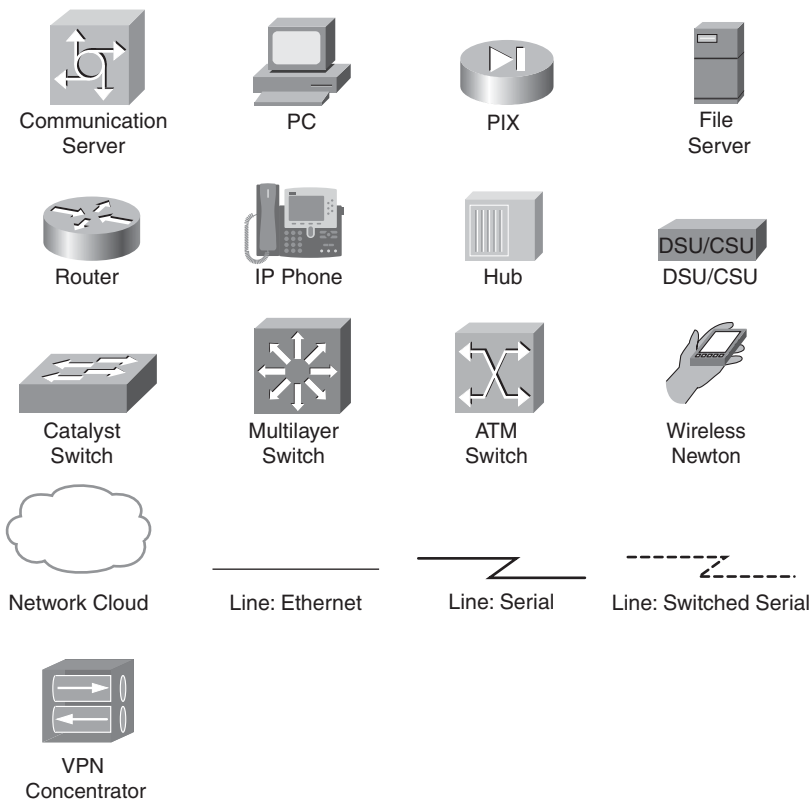 Communication
Server
PC
PIX
File
Server
Router
IP Phone
Hub
DSU/CSU
DSU/CSU
Catalyst
Switch
Multilayer
Switch
ATM
Switch
Wireless
Newton
Network Cloud
Line: Ethernet
Line: Serial
Line: Switched Serial
VPN
Concentrator